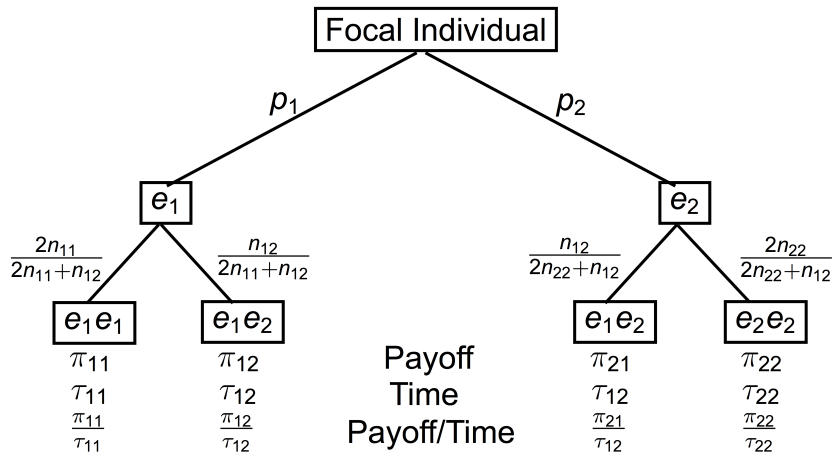 Focal Individual
p₁ p₂
e₁ e₂
2n₁₁/(2n₁₁+n₁₂) n₁₂/(2n₁₁+n₁₂) n₁₂/(2n₂₂+n₁₂) 2n₂₂/(2n₂₂+n₁₂)
e₁e₁ e₁e₂ e₁e₂ e₂e₂
π₁₁ π₁₂ Payoff π₂₁ π₂₂
τ₁₁ τ₁₂ Time τ₁₂ τ₂₂
π₁₁/τ₁₁ π₁₂/τ₁₂ Payoff/Time π₂₁/τ₁₂ π₂₂/τ₂₂